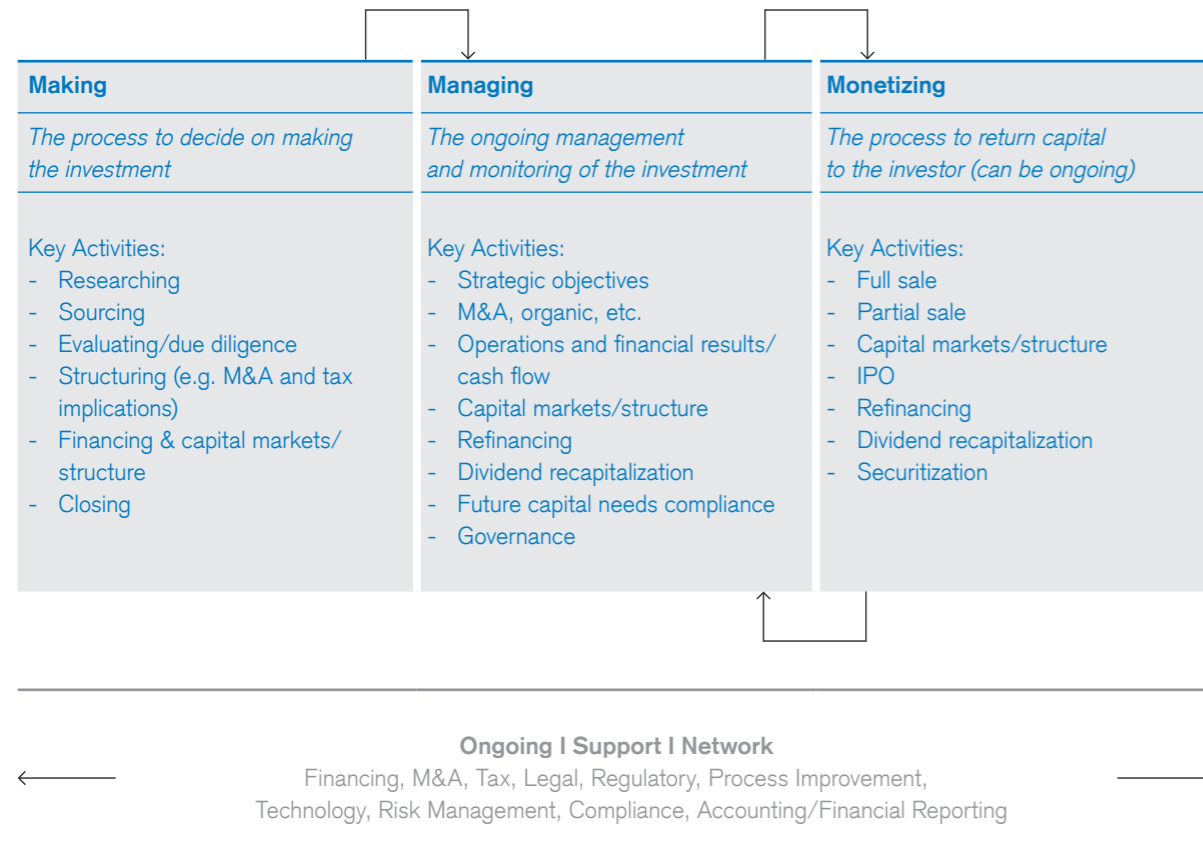 Making
The process to decide on making
the investment
Key Activities:
- Researching
- Sourcing
- Evaluating/due diligence
- Structuring (e.g. M&A and tax
implications)
- Financing & capital markets/
structure
- Closing
Managing
The ongoing management
and monitoring of the investment
Key Activities:
- Strategic objectives
- M&A, organic, etc.
- Operations and financial results/
cash flow
- Capital markets/structure
- Refinancing
- Dividend recapitalization
- Future capital needs compliance
- Governance
Monetizing
The process to return capital
to the investor (can be ongoing)
Key Activities:
- Full sale
- Partial sale
- Capital markets/structure
- IPO
- Refinancing
- Dividend recapitalization
- Securitization
Ongoing I Support I Network
Financing, M&A, Tax, Legal, Regulatory, Process Improvement,
Technology, Risk Management, Compliance, Accounting/Financial Reporting